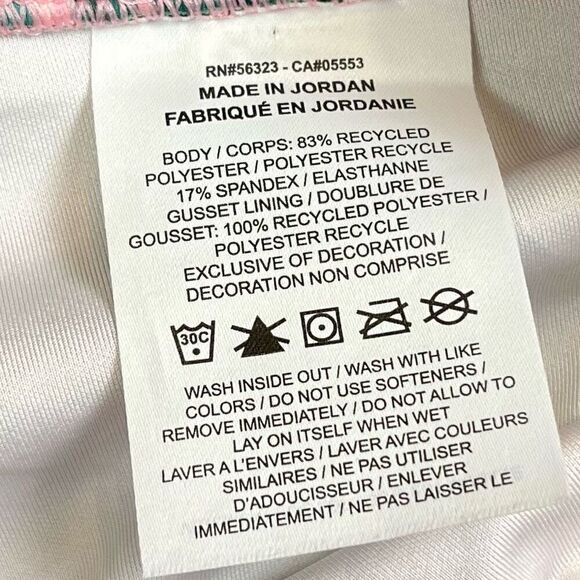 RN#56323 - CA#05553
MADE IN JORDAN
FABRIQUÉ EN JORDANIE
BODY / CORPS: 83% RECYCLED
POLYESTER / POLYESTER RECYCLE
17% SPANDEX / ELASTHANNE
GUSSET LINING / DOUBLURE DE
GOUSSET: 100% RECYCLED POLYESTER /
POLYESTER RECYCLE
EXCLUSIVE OF DECORATION /
DECORATION NON COMPRISE
30C
WASH INSIDE OUT / WASH WITH LIKE
COLORS / DO NOT USE SOFTENERS /
REMOVE IMMEDIATELY / DO NOT ALLOW TO
LAY ON ITSELF WHEN WET
LAVER A L'ENVERS / LAVER AVEC COULEURS
SIMILAIRES / NE PAS UTILISER
D'ADOUCISSEUR / ENLEVER
IMMÉDIATEMENT / NE PAS LAISSER LE